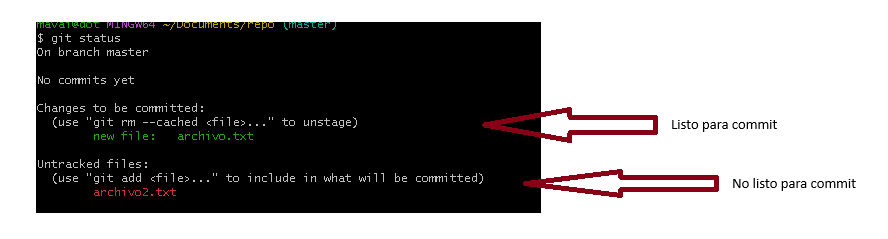 mavai@dot MINGW64 ~/Documents/repo (master)
$ git status
On branch master
No commits yet
Changes to be committed:
(use "git rm --cached <file>..." to unstage)
new file: archivo.txt
Listo para commit
Untracked files:
(use "git add <file>..." to include in what will be committed)
archivo2.txt
No listo para commit